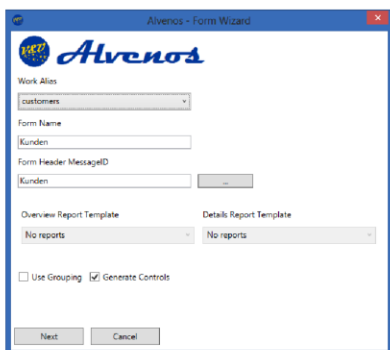 Alvenos - Form Wizard
Alvenos
Work Alias
customers
Form Name
Kunden
Form Header MessageID
Kunden
...
Overview Report Template
Details Report Template
No reports
No reports
Use Grouping
Generate Controls
Next
Cancel